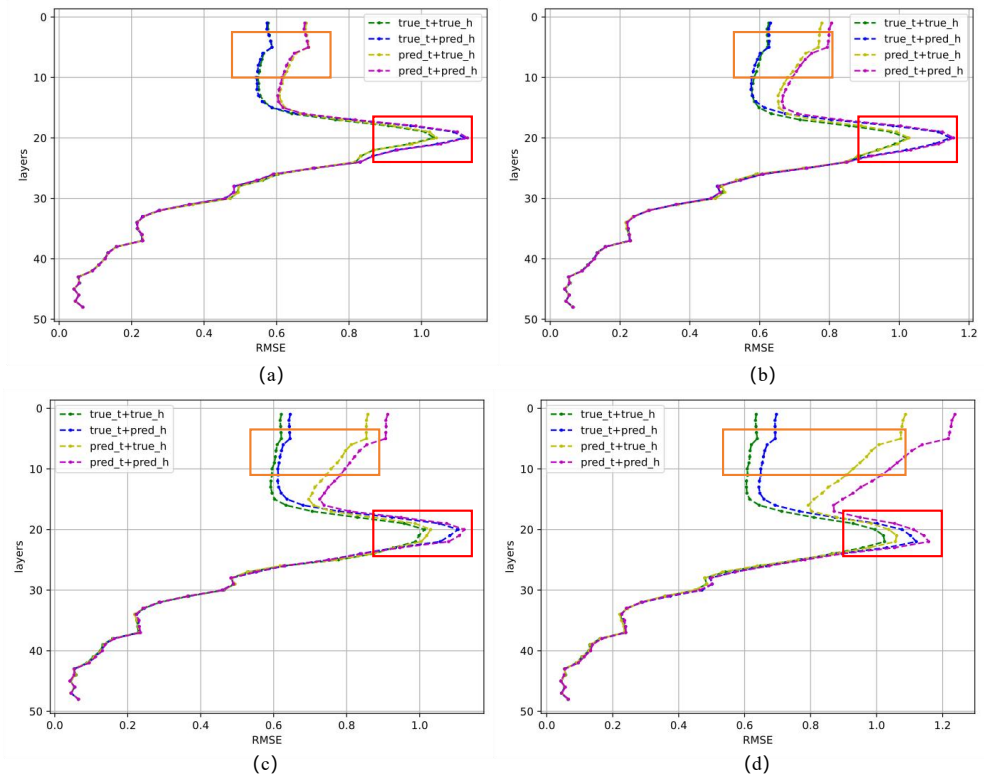 0
10
20
30
40
50
layers
true_t+true_h
true_t+pred_h
pred_t+true_h
pred_t+pred_h
0.0 0.2 0.4 0.6 0.8 1.0
RMSE
(a)
0
10
20
30
40
50
layers
true_t+true_h
true_t+pred_h
pred_t+true_h
pred_t+pred_h
0.0 0.2 0.4 0.6 0.8 1.0 1.2
RMSE
(b)
0
10
20
30
40
50
layers
true_t+true_h
true_t+pred_h
pred_t+true_h
pred_t+pred_h
0.0 0.2 0.4 0.6 0.8 1.0
RMSE
(c)
0
10
20
30
40
50
layers
true_t+true_h
true_t+pred_h
pred_t+true_h
pred_t+pred_h
0.0 0.2 0.4 0.6 0.8 1.0 1.2
RMSE
(d)